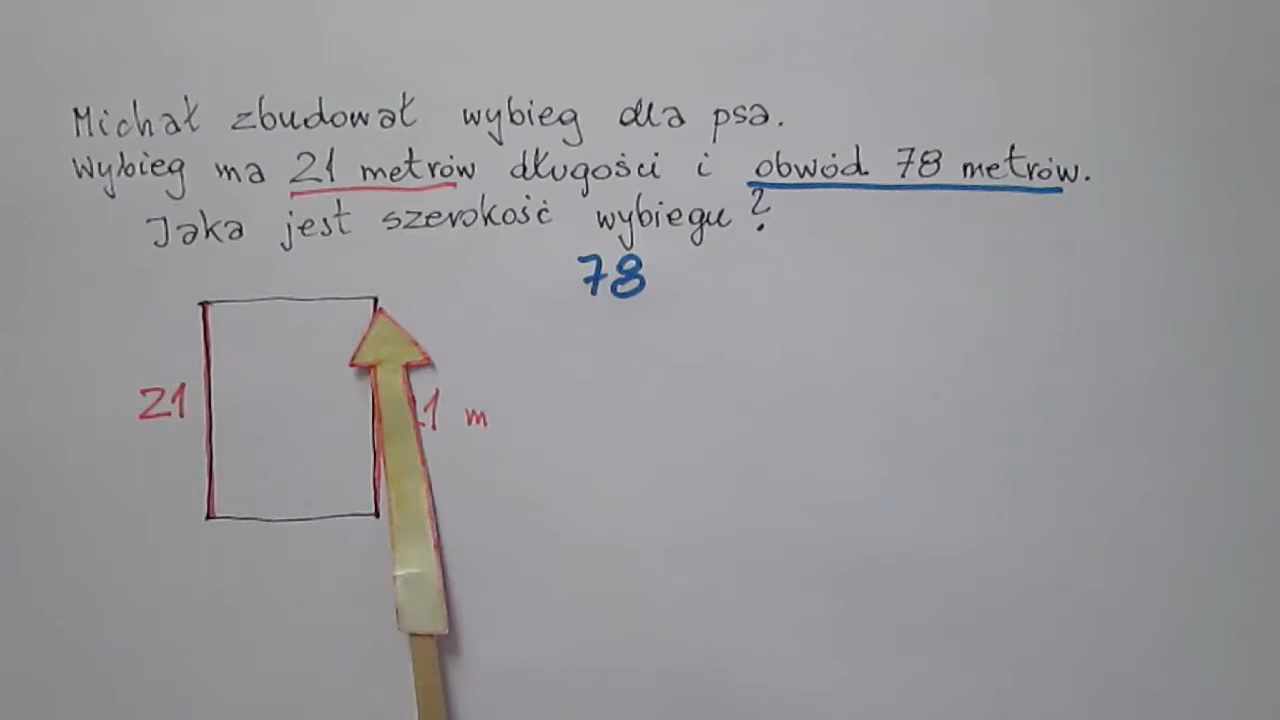 Michał zbudował wybieg dla psa.
Wybieg ma 21 metrów długości i obwód 78 metrów.
Jaka jest szerokość wybiegu?
78
21
1 m